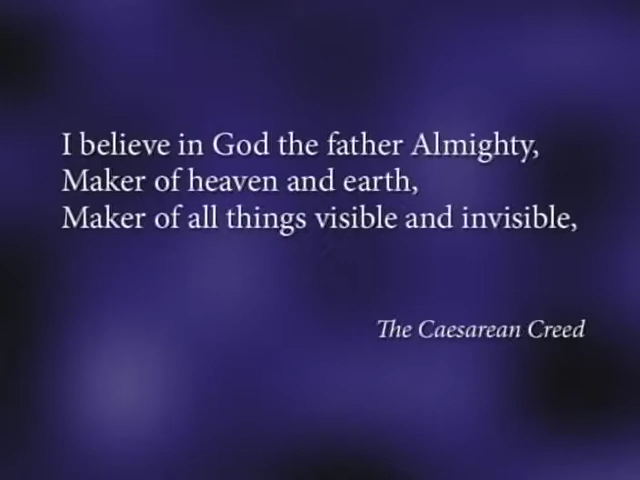 I believe in God the father Almighty,
Maker of heaven and earth,
Maker of all things visible and invisible,
The Caesarean Creed